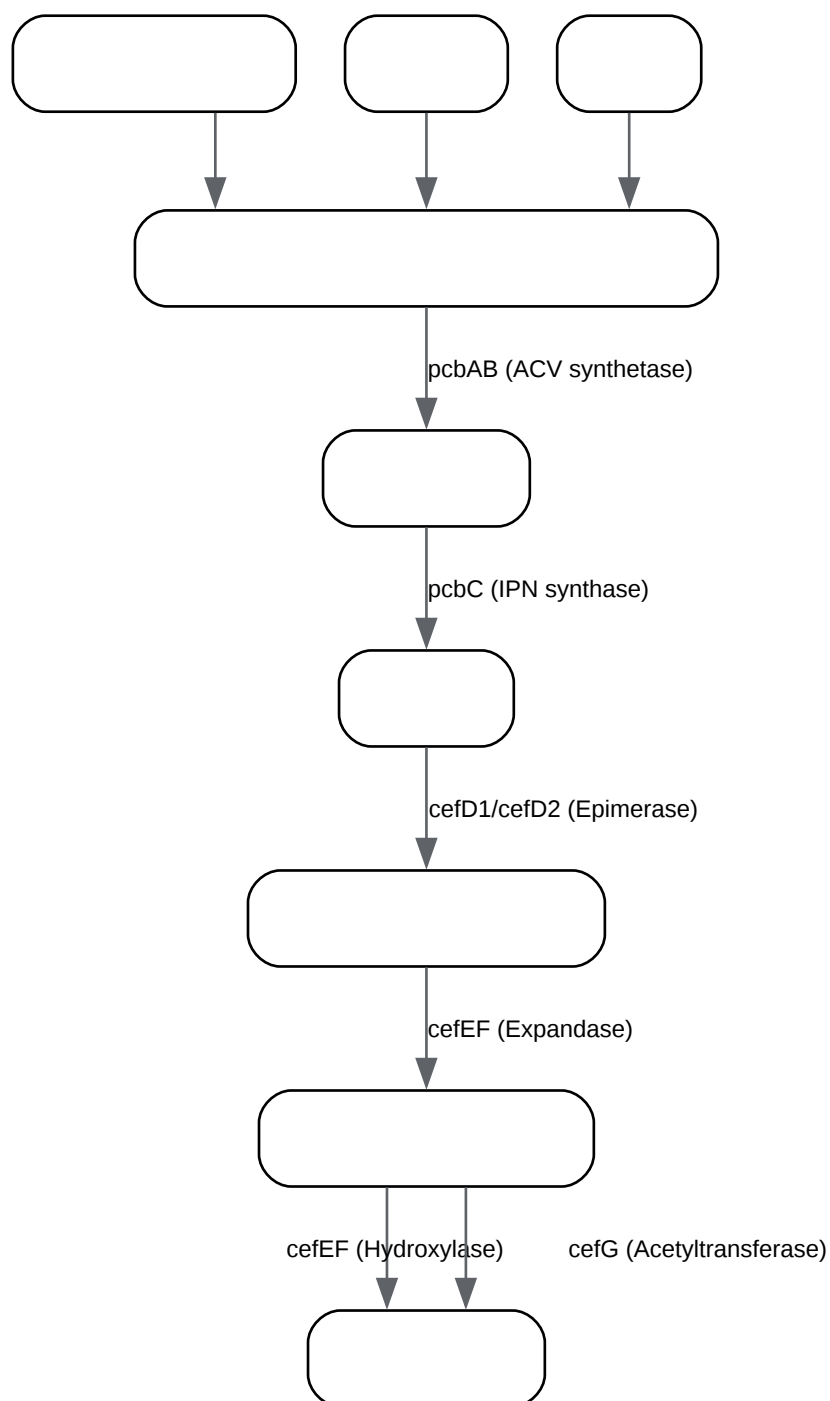 pcbAB (ACV synthetase)
pcbC (IPN synthase)
cefD1/cefD2 (Epimerase)
cefEF (Expandase)
cefEF (Hydroxylase)
cefG (Acetyltransferase)